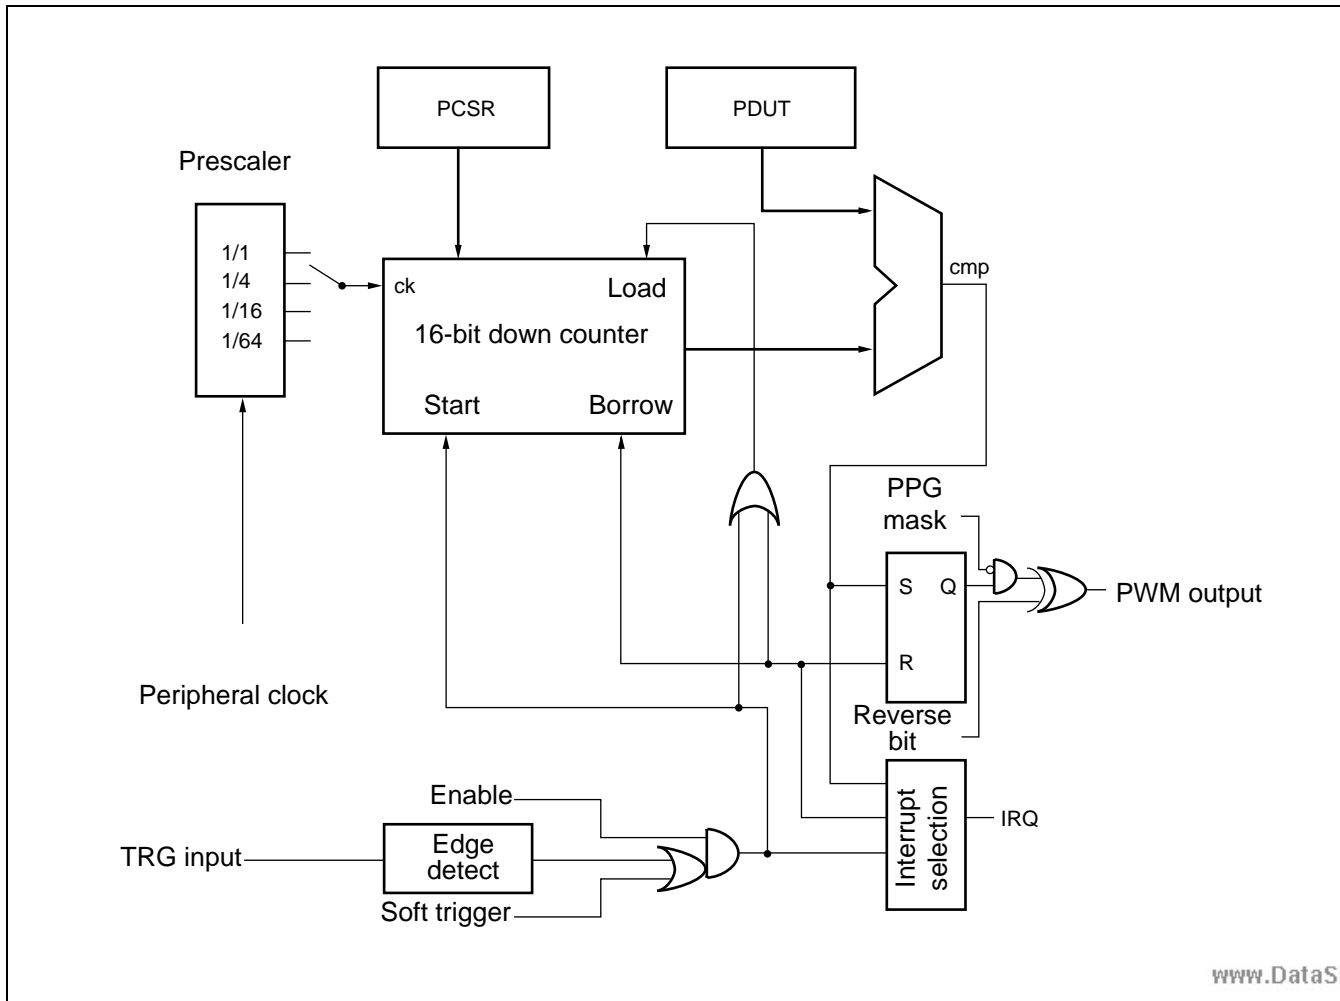 PCSR
PDUT
Prescaler
1/1
1/4
1/16
1/64
ck
Load
16-bit down counter
Start
Borrow
cmp
PPG
mask
S
Q
R
PWM output
Peripheral clock
Reverse
bit
Enable
TRG input
Edge
detect
Soft trigger
Interrupt
selection
IRQ
www.DataS